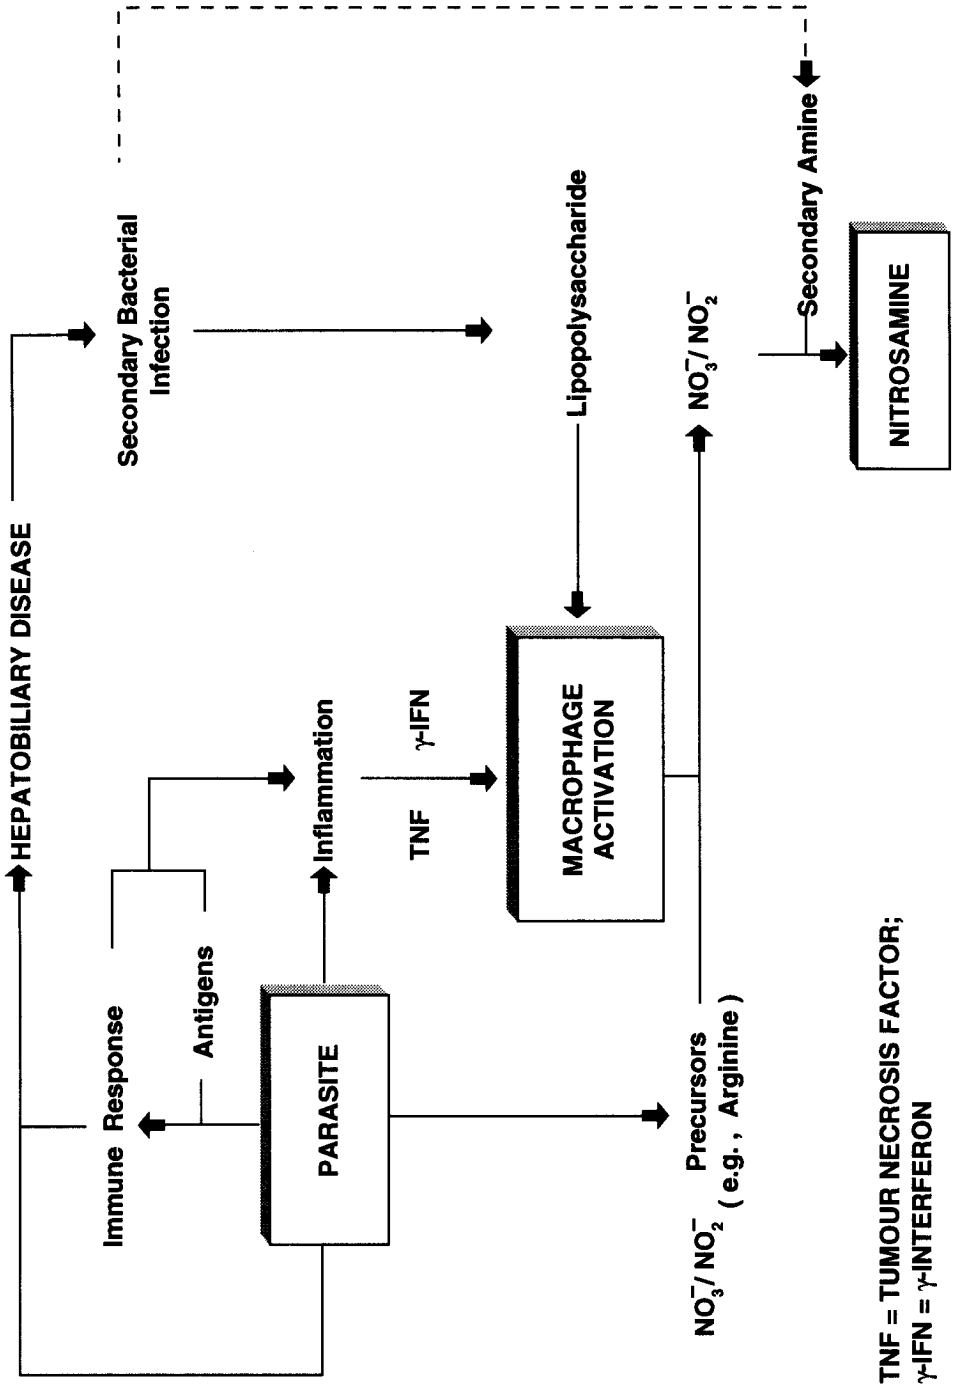 HEPATOBILIARY DISEASE
Immune Response
Secondary Bacterial
Infection
Antigens
PARASITE
Inflammation
TNF γ-IFN
MACROPHAGE
ACTIVATION
Lipopolysaccharide
NO₃⁻/ NO₂⁻ Precursors
( e.g., Arginine)
NO₃⁻/ NO₂⁻
Secondary Amine
NITROSAMINE
TNF = TUMOUR NECROSIS FACTOR;
γ-IFN = γ-INTERFERON